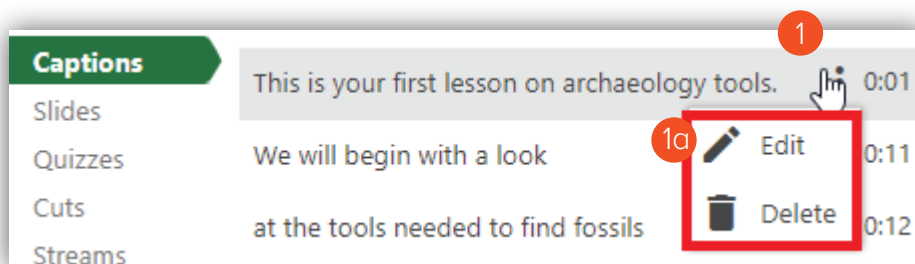 1
Captions
This is your first lesson on archaeology tools. 0:01
Slides
1a
Edit
Quizzes
We will begin with a look 0:11
Cuts
Delete
at the tools needed to find fossils 0:12
Streams